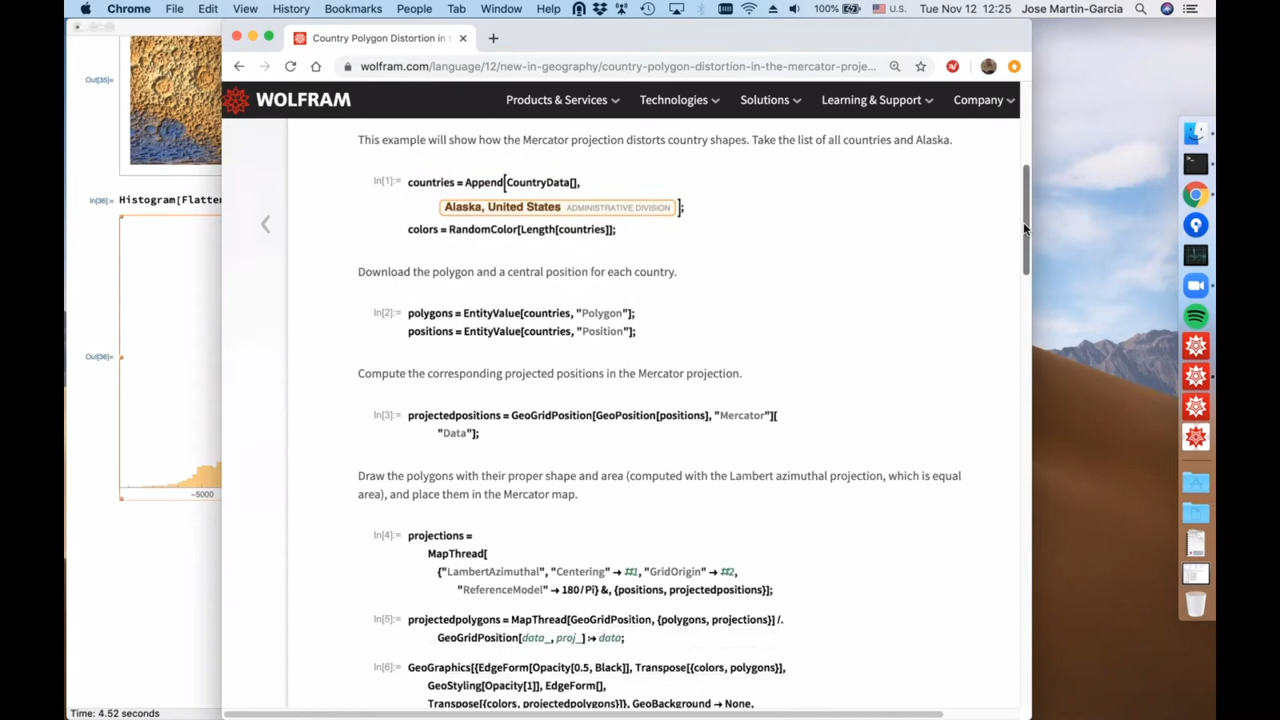 Chrome File Edit View History Bookmarks People Tab Window Help 100% U.S. Tue Nov 12 12:25 Jose Martin-Garcia
Country Polygon Distortion in t
wolfram.com/language/12/new-in-geography/country-polygon-distortion-in-the-mercator-proje...
WOLFRAM Products & Services Technologies Solutions Learning & Support Company
Out[35]=
In[36]:= Histogram[Flatten
Out[36]=
-5000
Time: 4.52 seconds
This example will show how the Mercator projection distorts country shapes. Take the list of all countries and Alaska.
In[1]:= countries = Append[CountryData[],
Alaska, United States ADMINISTRATIVE DIVISION ];
colors = RandomColor[Length[countries]];
Download the polygon and a central position for each country.
In[2]:= polygons = EntityValue[countries, "Polygon"];
positions = EntityValue[countries, "Position"];
Compute the corresponding projected positions in the Mercator projection.
In[3]:= projectedpositions = GeoGridPosition[GeoPosition[positions], "Mercator"][
"Data"];
Draw the polygons with their proper shape and area (computed with the Lambert azimuthal projection, which is equal
area), and place them in the Mercator map.
In[4]:= projections =
MapThread[
{"LambertAzimuthal", "Centering" → #1, "GridOrigin" → #2,
"ReferenceModel" → 180/Pi} &, {positions, projectedpositions}];
In[5]:= projectedpolygons = MapThread[GeoGridPosition, {polygons, projections}] /.
GeoGridPosition[data_, proj_] :> data;
In[6]:= GeoGraphics[{EdgeForm[Opacity[0.5, Black]], Transpose[{colors, polygons}],
GeoStyling[Opacity[1]], EdgeForm[],
Transpose[{colors, projectedpolygons}]}, GeoBackground → None,